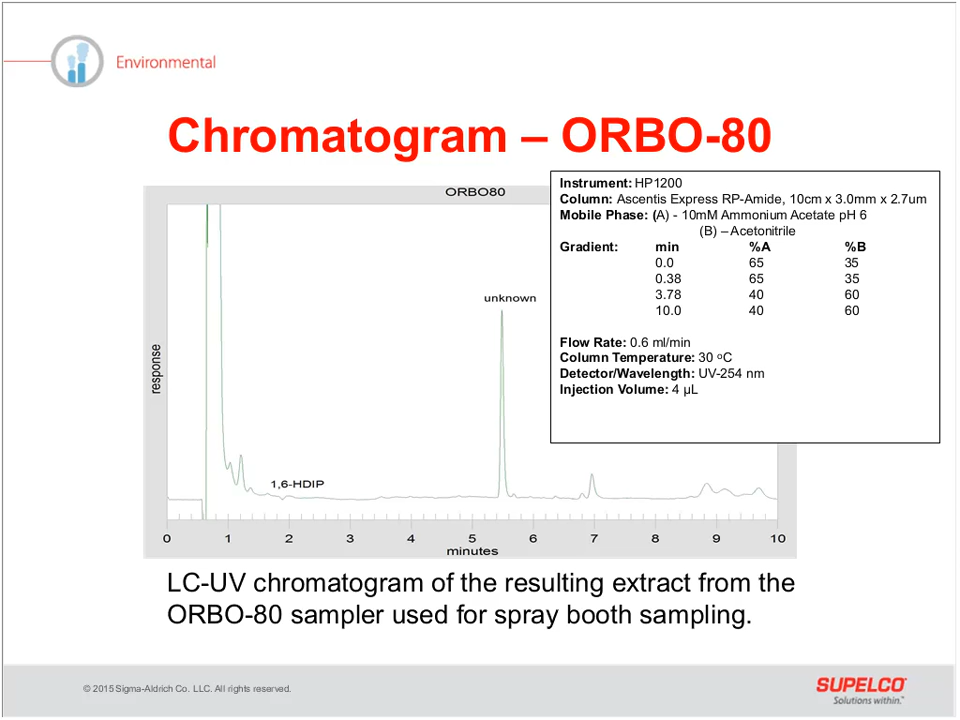 Environmental
Chromatogram – ORBO-80
ORBO80
Instrument: HP1200
Column: Ascentis Express RP-Amide, 10cm x 3.0mm x 2.7um
Mobile Phase: (A) - 10mM Ammonium Acetate pH 6
(B) – Acetonitrile
Gradient: min %A %B
0.0 65 35
0.38 65 35
3.78 40 60
10.0 40 60
Flow Rate: 0.6 ml/min
Column Temperature: 30 ºC
Detector/Wavelength: UV-254 nm
Injection Volume: 4 µL
unknown
response
1,6-HDIP
0 1 2 3 4 5 6 7 8 9 10
minutes
LC-UV chromatogram of the resulting extract from the
ORBO-80 sampler used for spray booth sampling.
© 2015 Sigma-Aldrich Co. LLC. All rights reserved.
SUPELCO
Solutions within.™